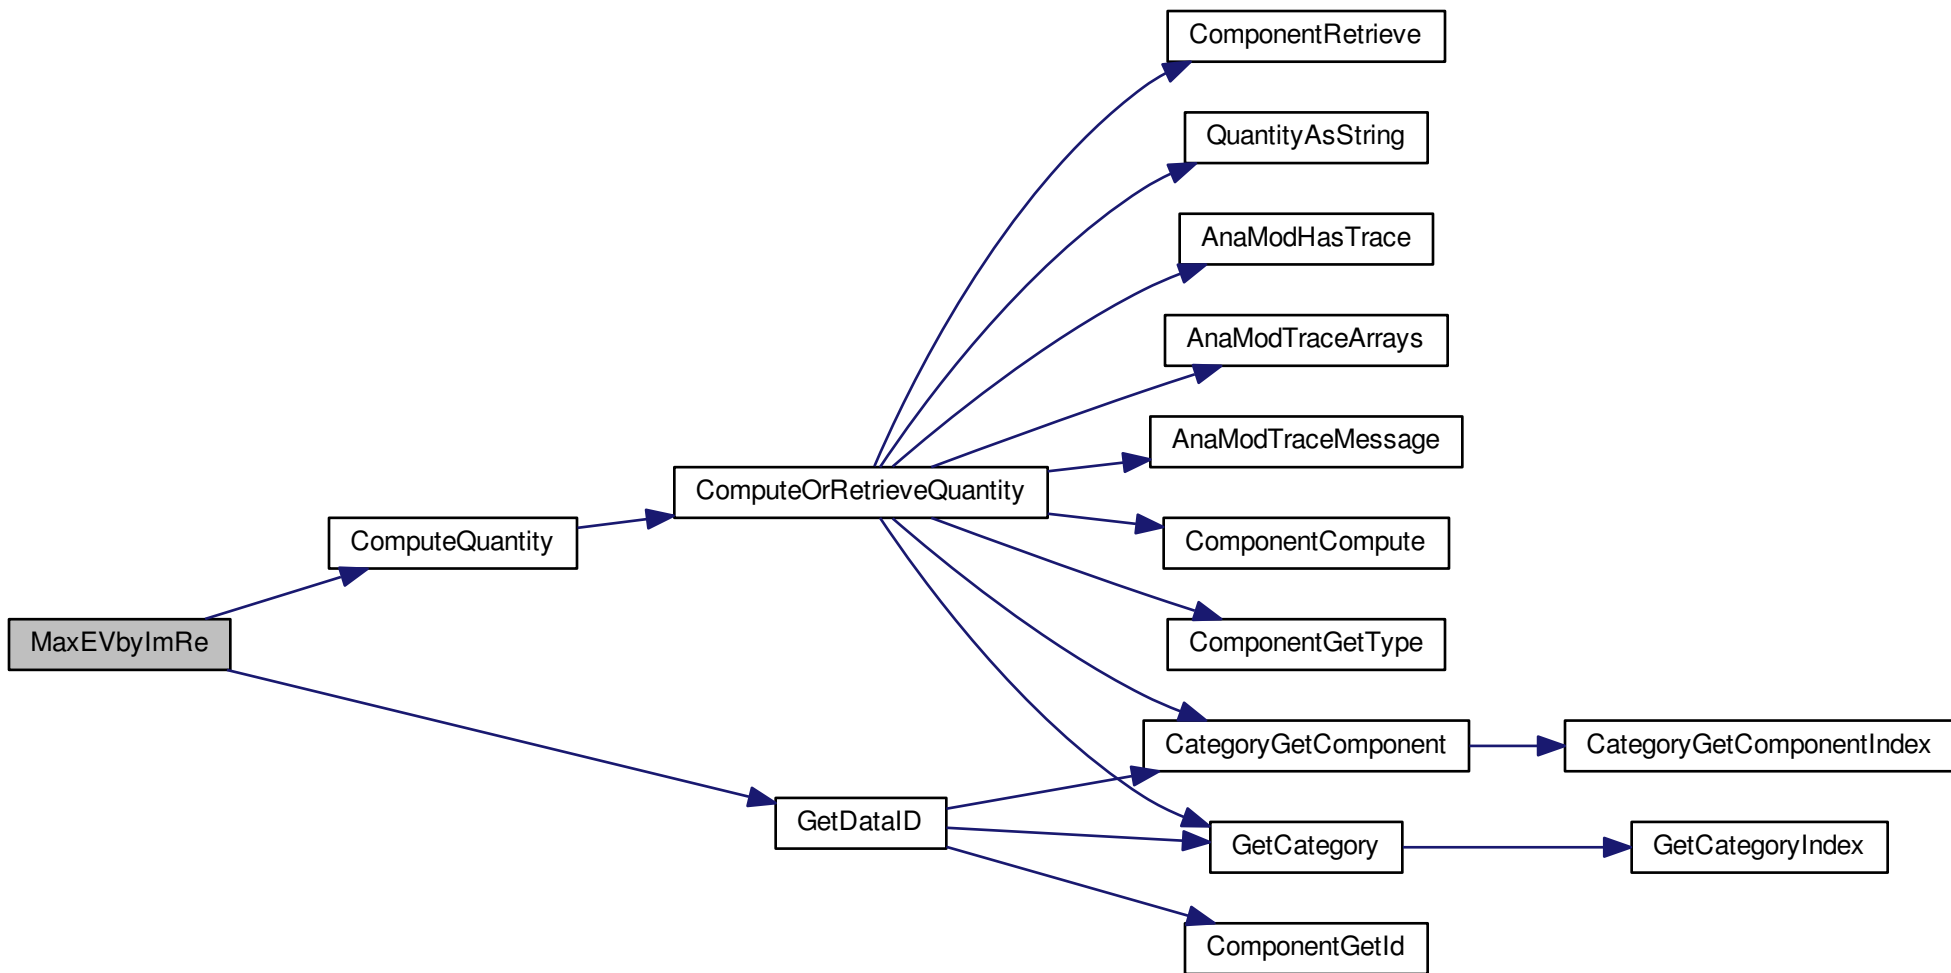 ComponentRetrieve
QuantityAsString
AnaModHasTrace
AnaModTraceArrays
AnaModTraceMessage
ComputeOrRetrieveQuantity
ComputeQuantity
ComponentCompute
MaxEVbyImRe
ComponentGetType
CategoryGetComponent
CategoryGetComponentIndex
GetDataID
GetCategory
GetCategoryIndex
ComponentGetId